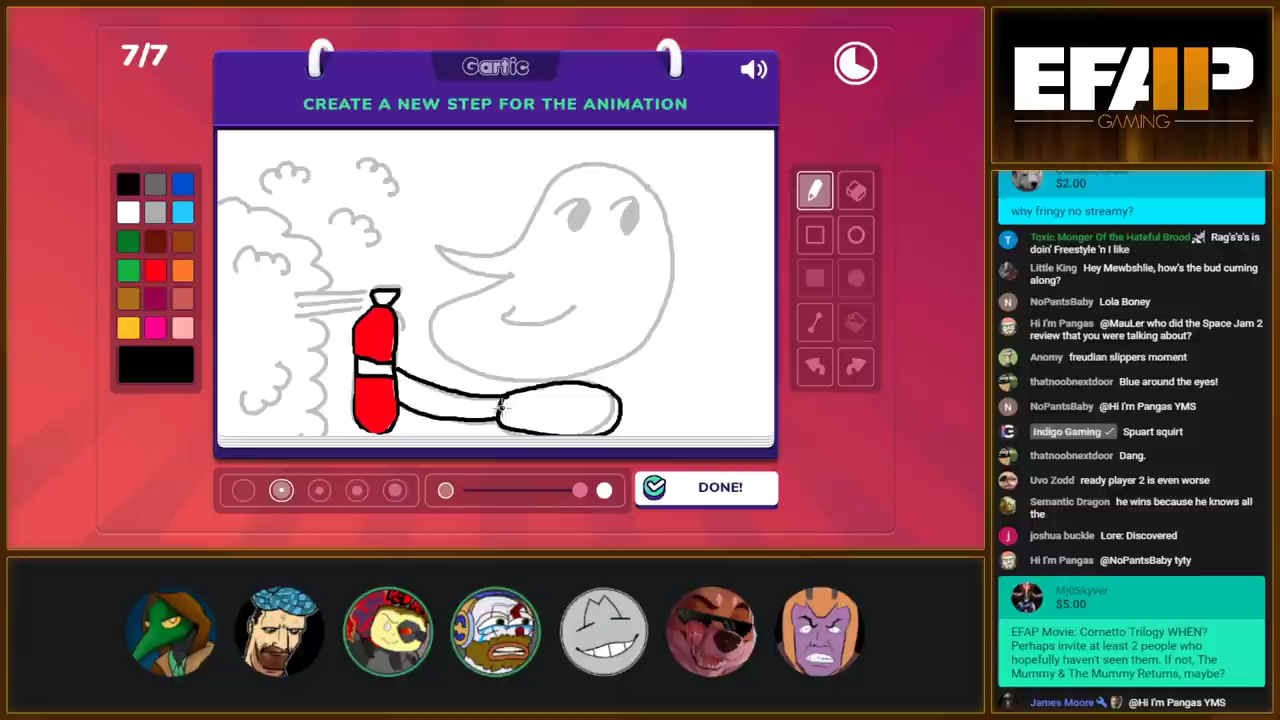 7/7
Gartic
CREATE A NEW STEP FOR THE ANIMATION
DONE!
EFAP
GAMING
$2.00
why fringy no streamy?
Toxic Monger Of the Hateful Brood Rag's's's is
doin' Freestyle 'n I like
Little King Hey Mewbshlie, how's the bud cuming
along?
NoPantsBaby Lola Boney
Hi I'm Pangas @MauLer who did the Space Jam 2
review that you were talking about?
Anomy freudian slippers moment
thatnoobnextdoor Blue around the eyes!
NoPantsBaby @Hi I'm Pangas YMS
Indigo Gaming ✓ Spuart squirt
thatnoobnextdoor Dang.
Uvo Zodd ready player 2 is even worse
Semantic Dragon he wins because he knows all
the
joshua buckle Lore: Discovered
Hi I'm Pangas @NoPantsBaby tyty
MJ0Skyver
$5.00
EFAP Movie: Cornetto Trilogy WHEN?
Perhaps invite at least 2 people who
hopefully haven't seen them. If not, The
Mummy & The Mummy Returns, maybe?
James Moore @Hi I'm Pangas YMS